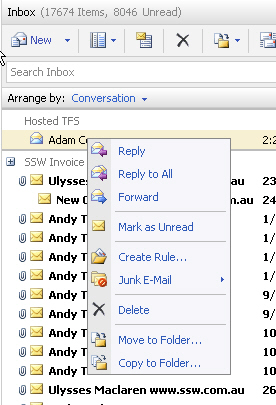 Inbox (17674 Items, 8046 Unread)
New
Search Inbox
Arrange by: Conversation
Hosted TFS
Adam Co 2:2
Reply
SSW Invoice
Reply to All
Ulysses au 23
Forward
New .au
Andy T 1/
Mark as Unread
Andy T 1/
Create Rule...
Andy T 1/
Junk E-Mail
Andy T 9/
Andy T 9/
Delete
Andy T 10
Move to Folder...
Andy T 10
Copy to Folder...
Andy T 10
Ulysses Maclaren www.ssw.com.au 20